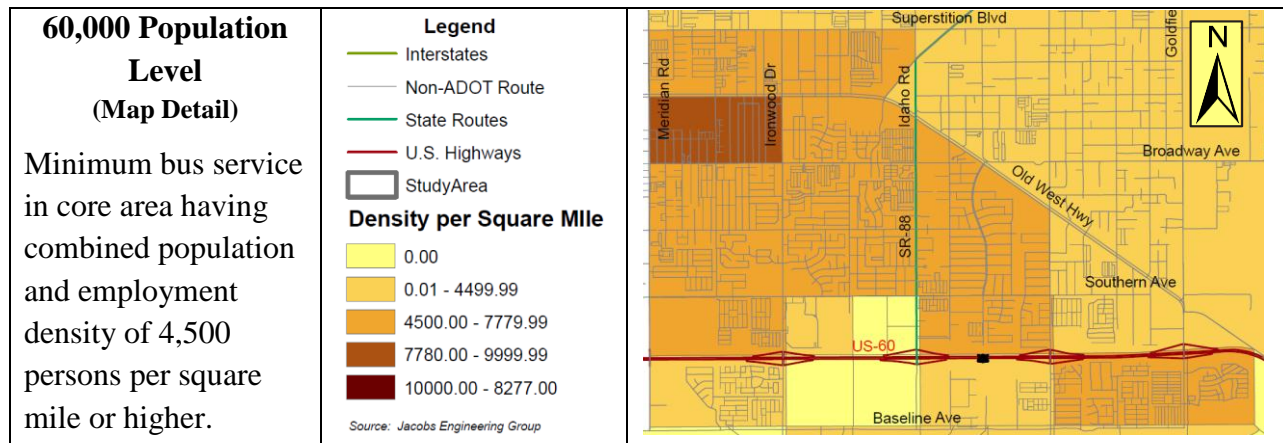 60,000 Population
Level
(Map Detail)
Minimum bus service
in core area having
combined population
and employment
density of 4,500
persons per square
mile or higher.
Legend
Interstates
Non-ADOT Route
State Routes
U.S. Highways
StudyArea
Density per Square MIle
0.00
0.01 - 4499.99
4500.00 - 7779.99
7780.00 - 9999.99
10000.00 - 8277.00
Source: Jacobs Engineering Group
Superstition Blvd
Goldfie
N
Meridian Rd
Ironwood Dr
Idaho Rd
Broadway Ave
Old West Hwy
SR-88
Southern Ave
US-60
Baseline Ave